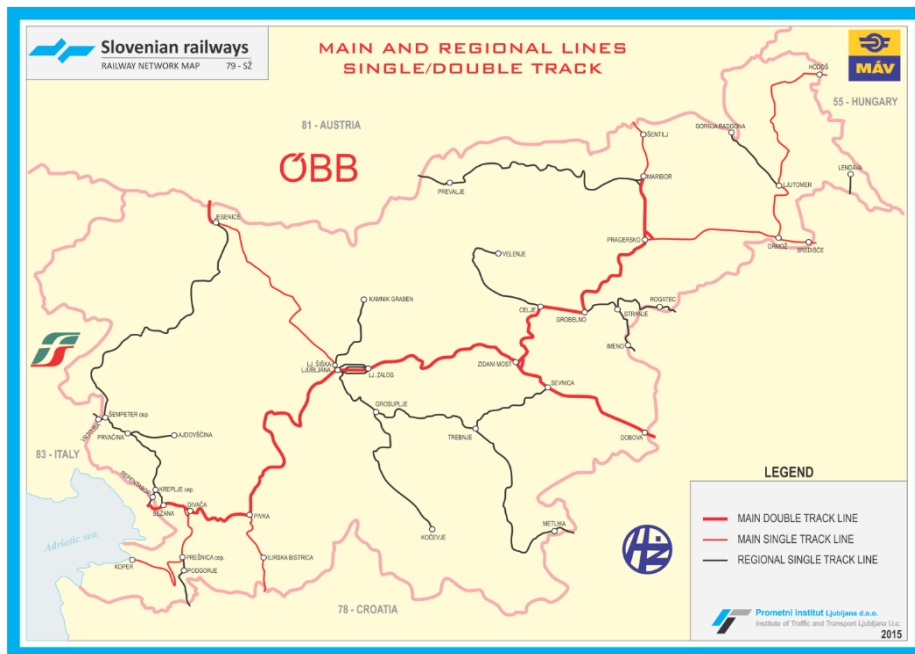 Slovenian railways
RAILWAY NETWORK MAP 79 - SŽ
MAIN AND REGIONAL LINES
SINGLE/DOUBLE TRACK
MÁV
HODOŠ
55 - HUNGARY
81 - AUSTRIA
GORNJA RADGONA
ŠENTILJ
ÖBB
LENDAVA
MARIBOR
LJUTOMER
PREVALJE
JESENICE
PRAGERSKO
ORMOŽ
SREDIŠČE
VELENJE
KAMNIK GRABEN
ROGATEC
CELJE
GROBELNO
STRANJE
IMENO
LJ. ŠIŠKA
LJUBLJANA
LJ. ZALOG
ZIDANI MOST
SEVNICA
GROSUPLJE
ŠEMPETER cep.
VRTOJBA
PRVAČINA
AJDOVŠČINA
TREBNJE
DOBOVA
83 - ITALY
REPENTABOR
KREPLJE cep.
SEŽANA
DIVAČA
PIVKA
METLIKA
KOČEVJE
Adriatic sea
HŽ
PREŠNICA cep.
ILIRSKA BISTRICA
KOPER
PODGORJE
78 - CROATIA
LEGEND
MAIN DOUBLE TRACK LINE
MAIN SINGLE TRACK LINE
REGIONAL SINGLE TRACK LINE
Prometni institut Ljubljana d.o.o.
Institute of Traffic and Transport Ljubljana l.l.c.
2015